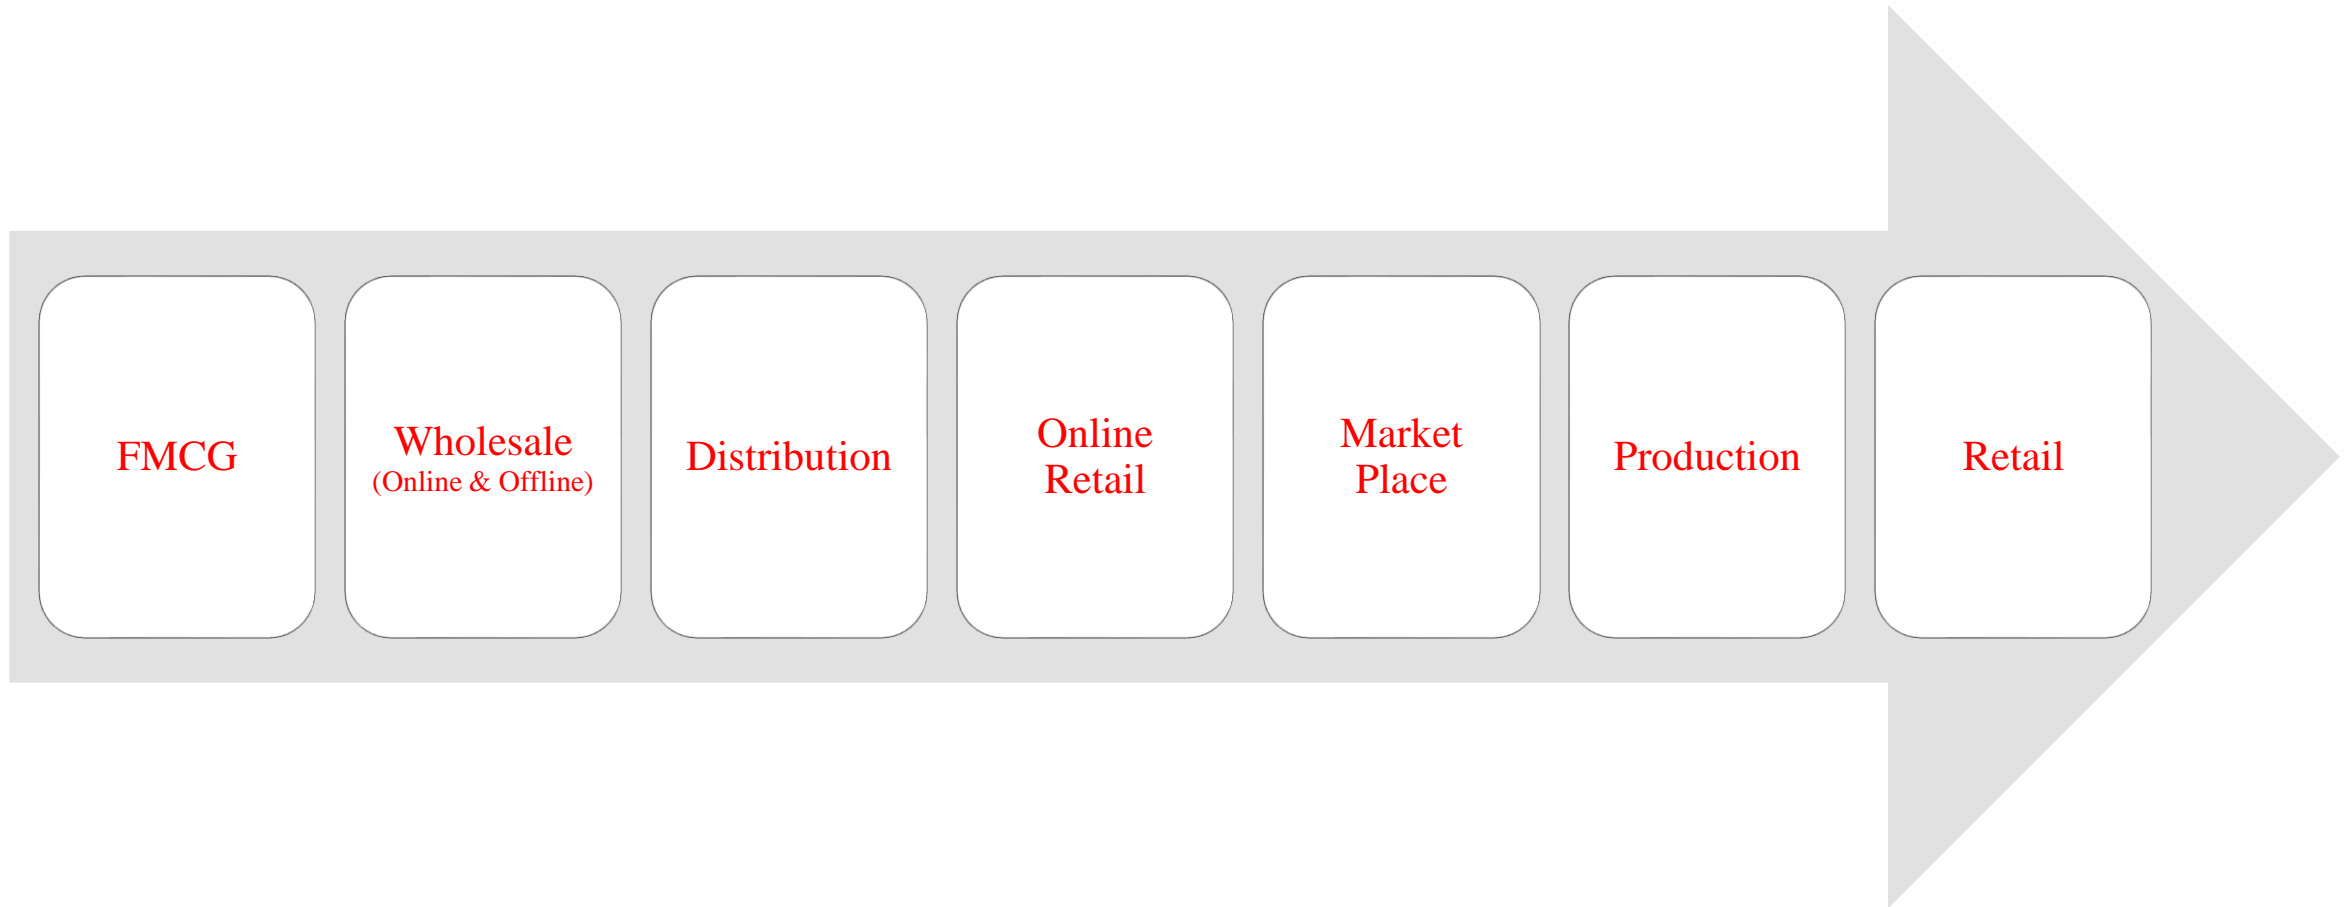 FMCG
Wholesale
(Online & Offline)
Distribution
Online
Retail
Market
Place
Production
Retail